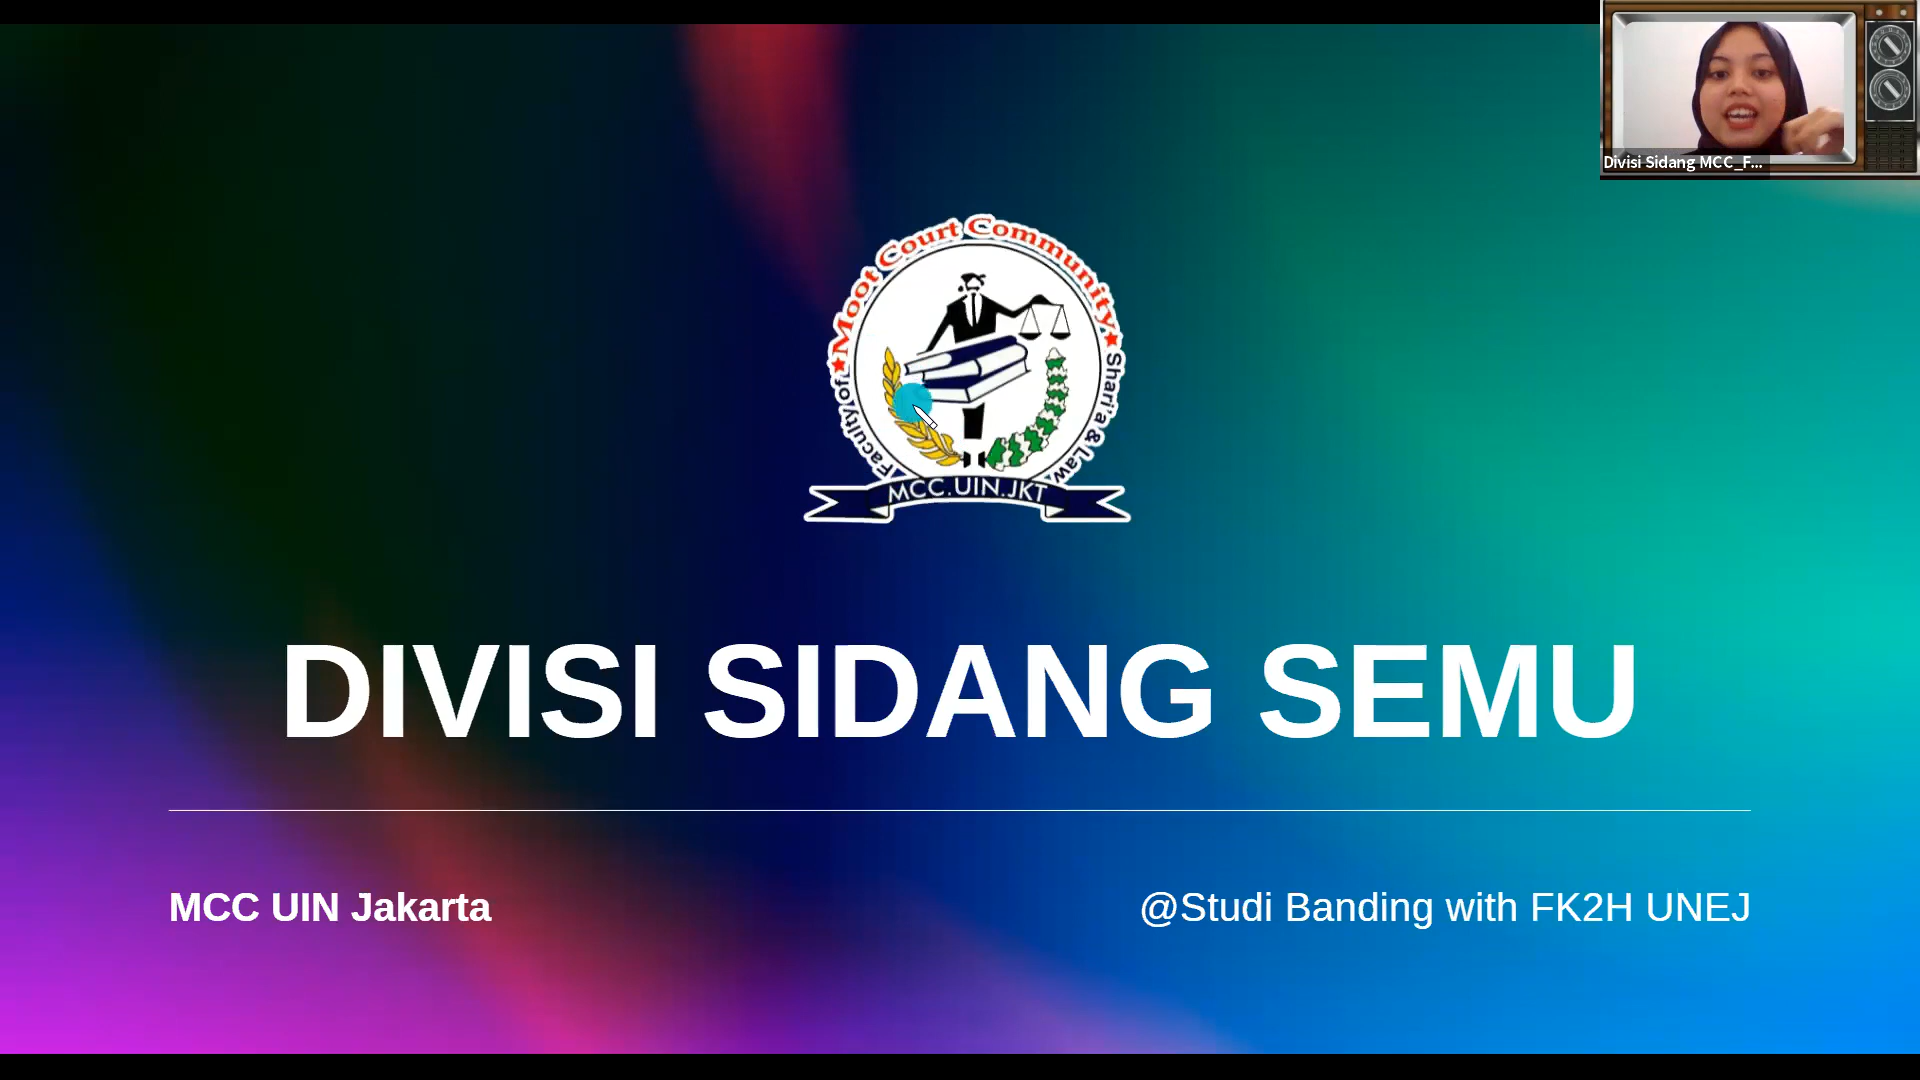 Divisi Sidang MCC_F...
★Moot Court Community★
Faculty of Shari'a & Law
MCC.UIN.JKT
DIVISI SIDANG SEMU
MCC UIN Jakarta
@Studi Banding with FK2H UNEJ